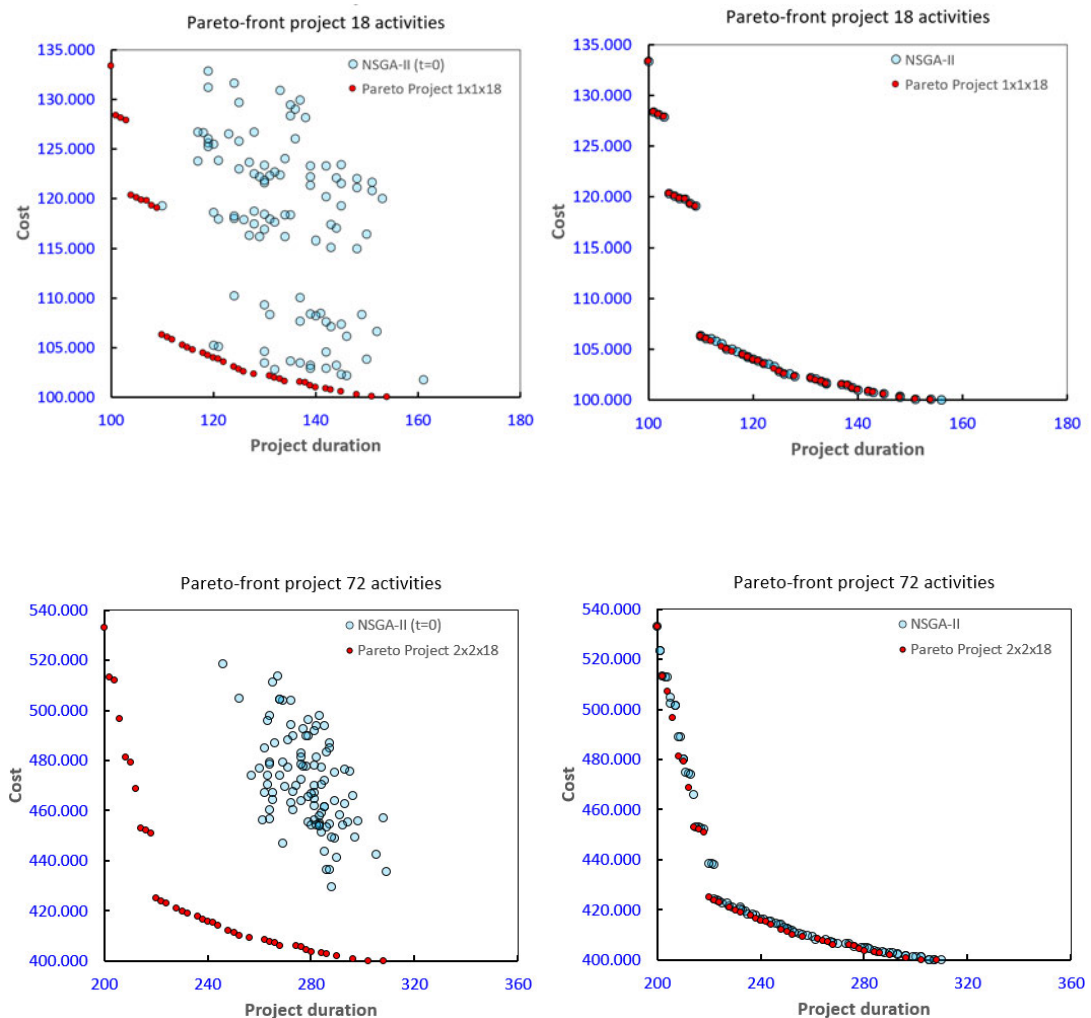 Pareto-front project 18 activities
135.000
130.000
125.000
120.000
115.000
110.000
105.000
100.000
Cost
NSGA-II (t=0)
Pareto Project 1x1x18
100 120 140 160 180
Project duration
Pareto-front project 18 activities
135.000
130.000
125.000
120.000
115.000
110.000
105.000
100.000
Cost
NSGA-II
Pareto Project 1x1x18
100 120 140 160 180
Project duration
Pareto-front project 72 activities
540.000
520.000
500.000
480.000
460.000
440.000
420.000
400.000
Cost
NSGA-II (t=0)
Pareto Project 2x2x18
200 240 280 320 360
Project duration
Pareto-front project 72 activities
540.000
520.000
500.000
480.000
460.000
440.000
420.000
400.000
Cost
NSGA-II
Pareto Project 2x2x18
200 240 280 320 360
Project duration